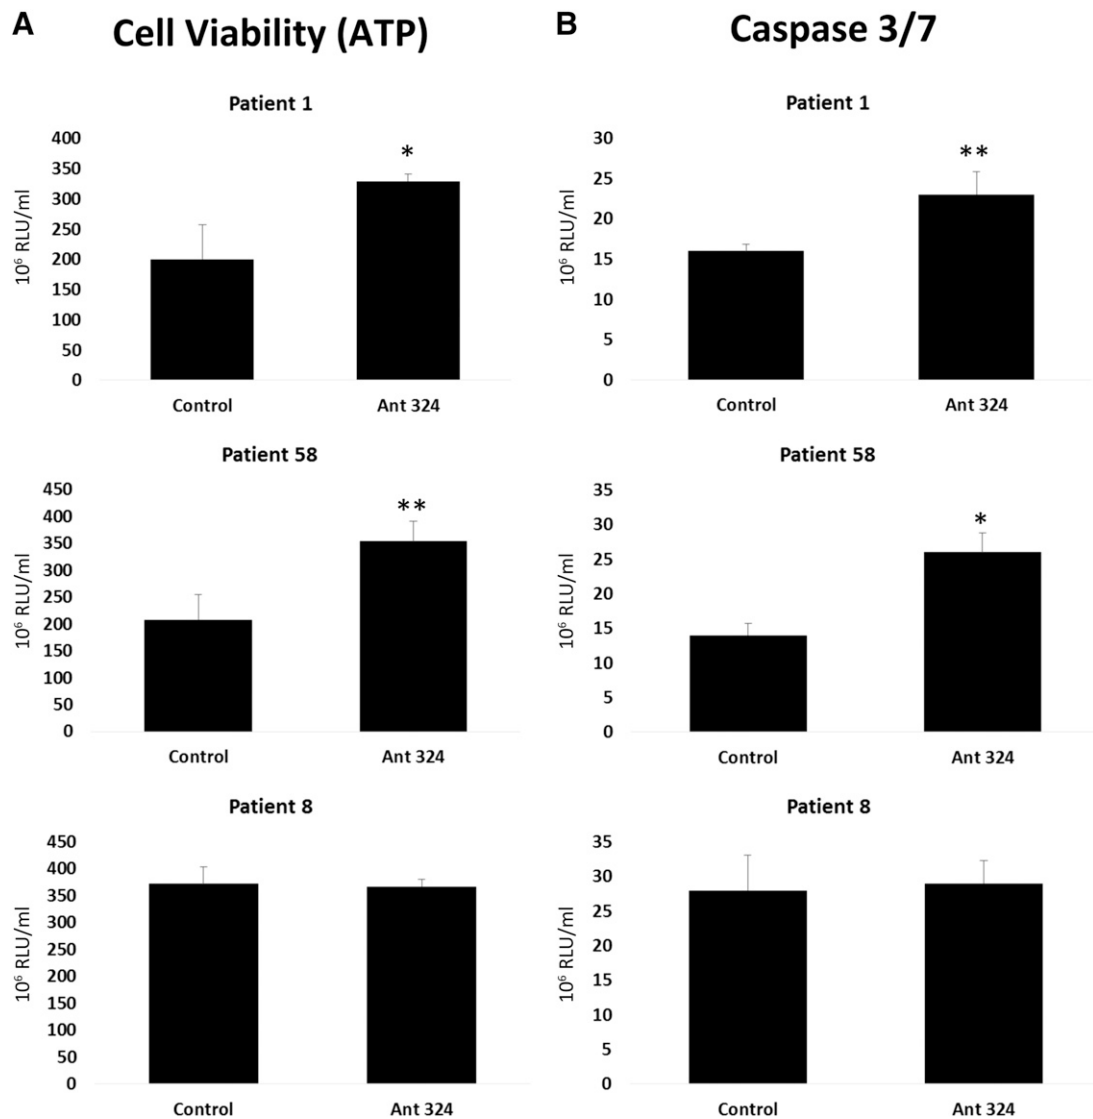 A
Cell Viability (ATP)
Patient 1
400
350
300
250
200
150
100
50
0
10⁶ RLU/ml
*
Control
Ant 324
Patient 58
450
400
350
300
250
200
150
100
50
0
10⁶ RLU/ml
**
Control
Ant 324
Patient 8
450
400
350
300
250
200
150
100
50
0
10⁶ RLU/ml
Control
Ant 324
B
Caspase 3/7
Patient 1
30
25
20
15
10
5
0
10⁶ RLU/ml
**
Control
Ant 324
Patient 58
35
30
25
20
15
10
5
0
10⁶ RLU/ml
*
Control
Ant 324
Patient 8
35
30
25
20
15
10
5
0
10⁶ RLU/ml
Control
Ant 324